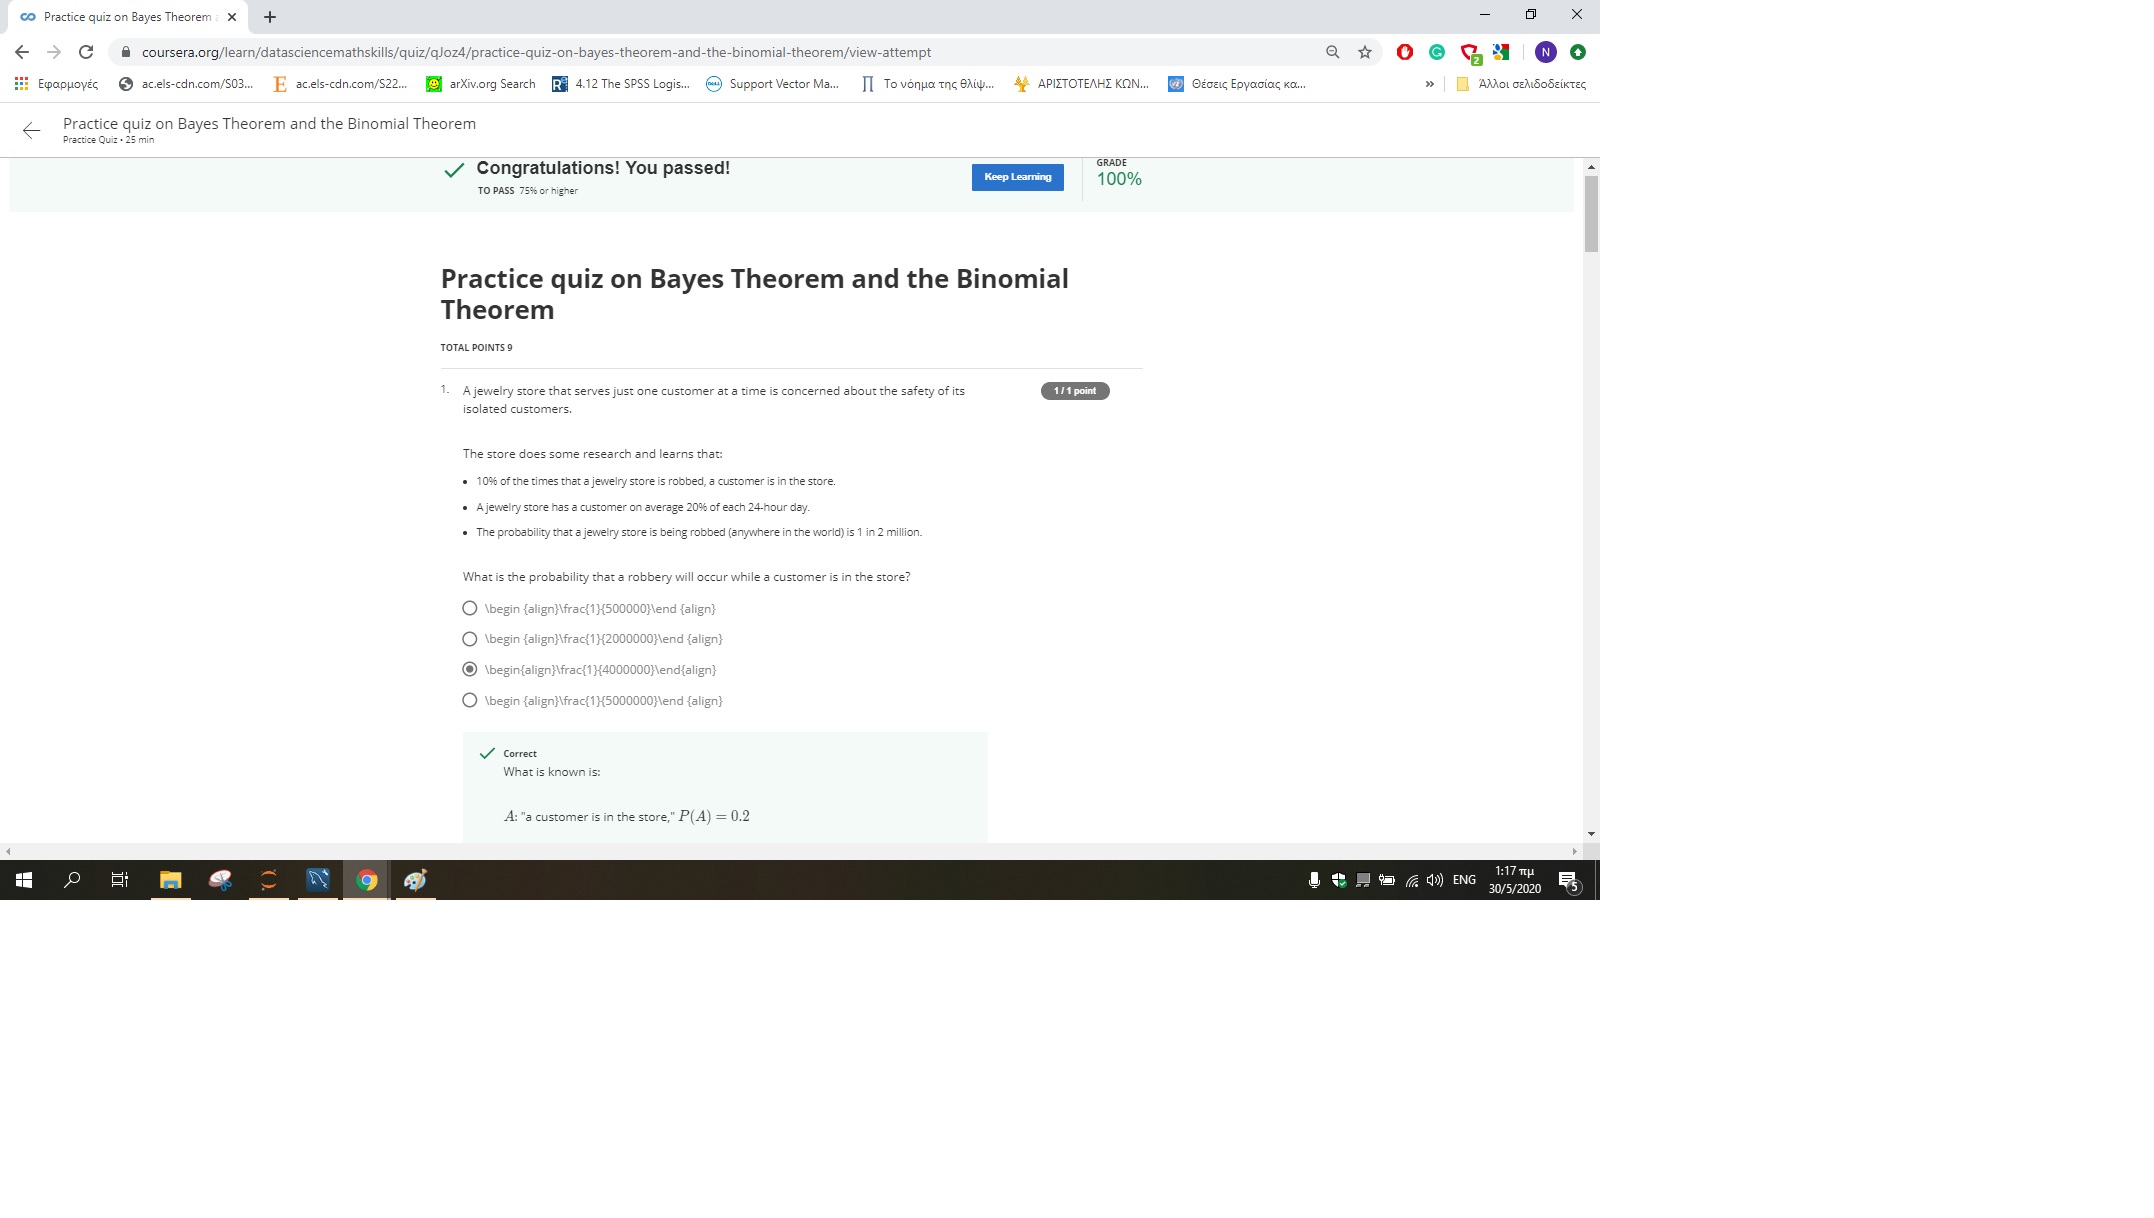 Practice quiz on Bayes Theorem a
coursera.org/learn/datasciencemathskills/quiz/qJoz4/practice-quiz-on-bayes-theorem-and-the-binomial-theorem/view-attempt
2
N
Εφαρμογές ac.els-cdn.com/S03... E ac.els-cdn.com/S22... arXiv.org Search 4.12 The SPSS Logis... Support Vector Ma... Το νόημα της θλίψ... ΑΡΙΣΤΟΤΕΛΗΣ ΚΩΝ... Θέσεις Εργασίας κα... » Άλλοι σελιδοδείκτες
Practice quiz on Bayes Theorem and the Binomial Theorem
Practice Quiz • 25 min
Congratulations! You passed!
TO PASS 75% or higher
Keep Learning
GRADE
100%
Practice quiz on Bayes Theorem and the Binomial
Theorem
TOTAL POINTS 9
1. A jewelry store that serves just one customer at a time is concerned about the safety of its
isolated customers.
1 / 1 point
The store does some research and learns that:
• 10% of the times that a jewelry store is robbed, a customer is in the store.
• A jewelry store has a customer on average 20% of each 24-hour day.
• The probability that a jewelry store is being robbed (anywhere in the world) is 1 in 2 million.
What is the probability that a robbery will occur while a customer is in the store?
\begin {align}\frac{1}{500000}\end {align}
\begin {align}\frac{1}{2000000}\end {align}
\begin{align}\frac{1}{4000000}\end{align}
\begin {align}\frac{1}{5000000}\end {align}
Correct
What is known is:
A: "a customer is in the store," P(A) = 0.2
ENG
1:17 πμ
30/5/2020
5